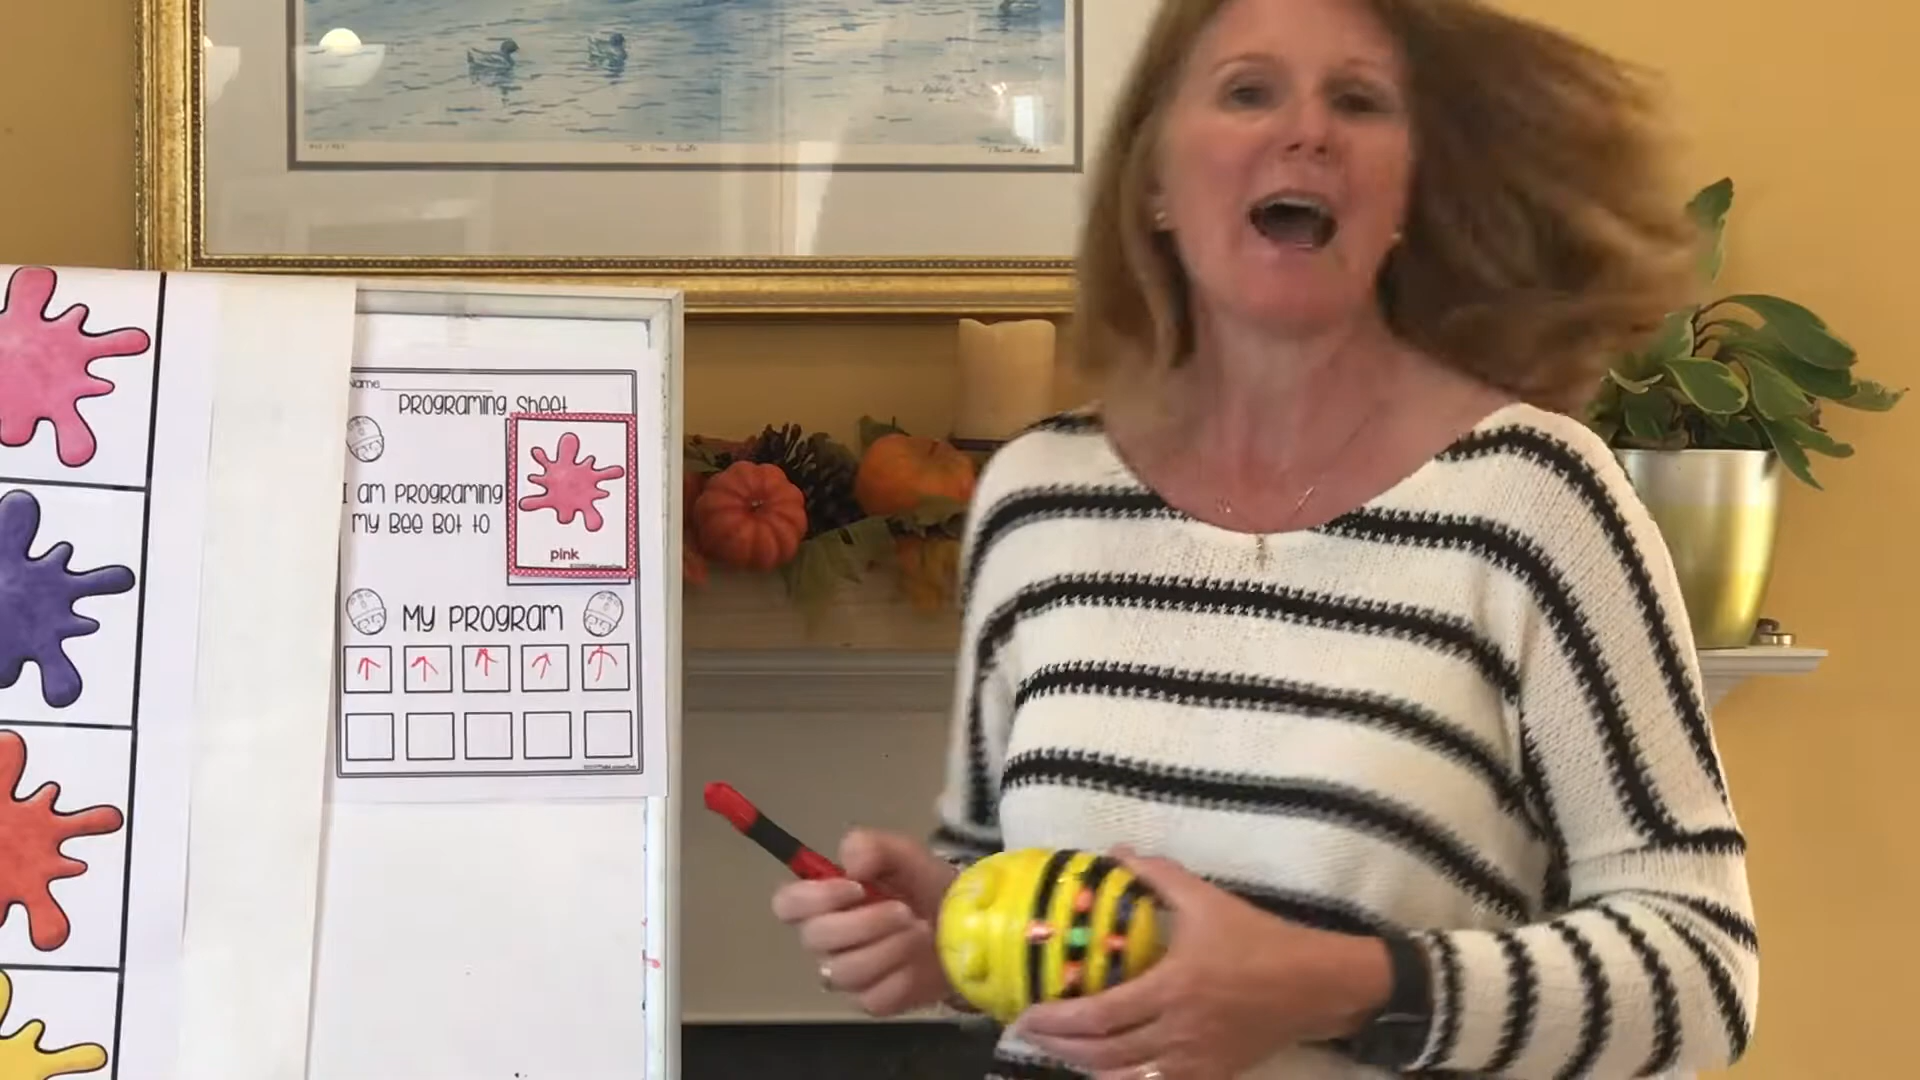 Name
Programing Sheet
I am Programing
my Bee Bot to
pink
My Program